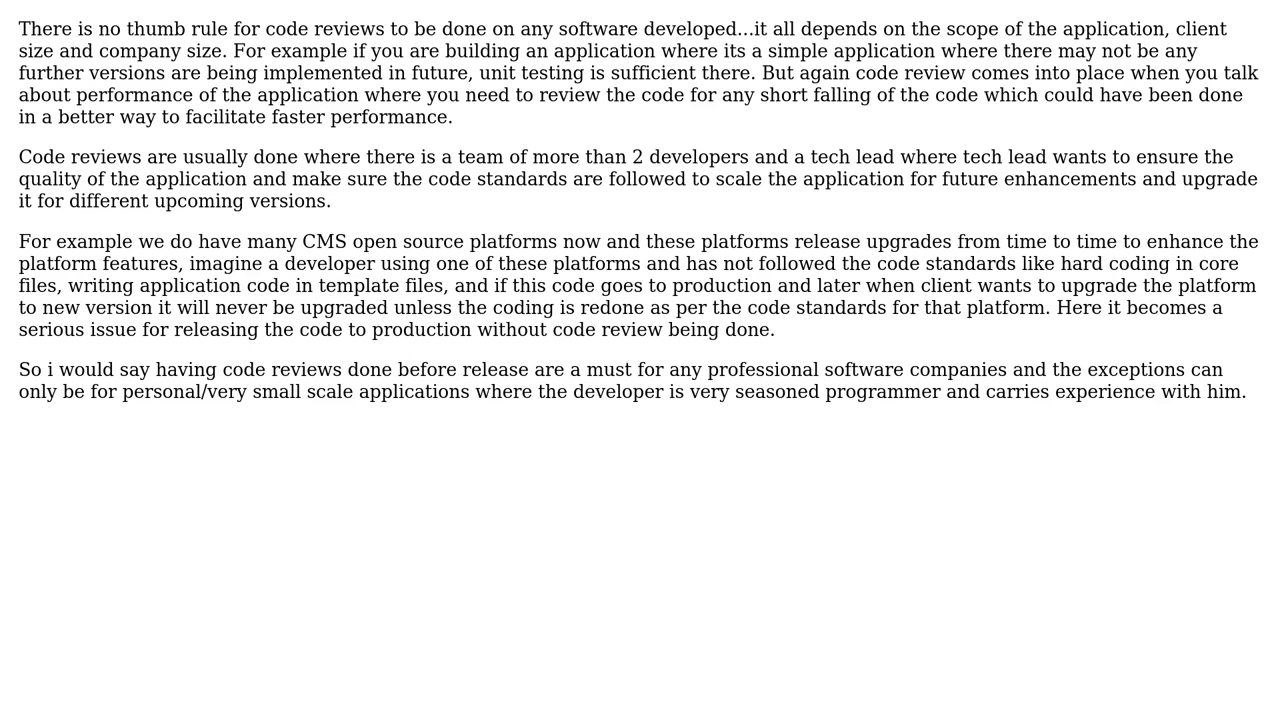 There is no thumb rule for code reviews to be done on any software developed...it all depends on the scope of the application, client
size and company size. For example if you are building an application where its a simple application where there may not be any
further versions are being implemented in future, unit testing is sufficient there. But again code review comes into place when you talk
about performance of the application where you need to review the code for any short falling of the code which could have been done
in a better way to facilitate faster performance.
Code reviews are usually done where there is a team of more than 2 developers and a tech lead where tech lead wants to ensure the
quality of the application and make sure the code standards are followed to scale the application for future enhancements and upgrade
it for different upcoming versions.
For example we do have many CMS open source platforms now and these platforms release upgrades from time to time to enhance the
platform features, imagine a developer using one of these platforms and has not followed the code standards like hard coding in core
files, writing application code in template files, and if this code goes to production and later when client wants to upgrade the platform
to new version it will never be upgraded unless the coding is redone as per the code standards for that platform. Here it becomes a
serious issue for releasing the code to production without code review being done.
So i would say having code reviews done before release are a must for any professional software companies and the exceptions can
only be for personal/very small scale applications where the developer is very seasoned programmer and carries experience with him.